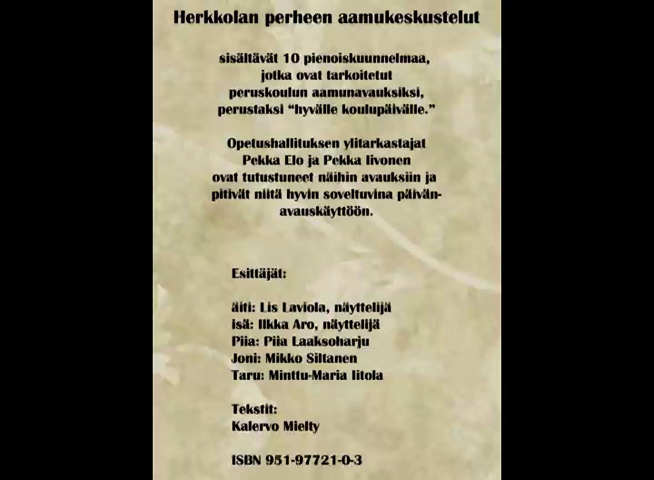 Herkkolan perheen aamukeskustelut
sisältävät 10 pienoiskuunnelmaa,
jotka ovat tarkoitetut
peruskoulun aamunavauksiksi,
perustaksi “hyvälle koulupäivälle.”
Opetushallituksen ylitarkastajat
Pekka Elo ja Pekka Iivonen
ovat tutustuneet näihin avauksiin ja
pitivät niitä hyvin soveltuvina päivän-
avauskäyttöön.
Esittäjät:
äiti: Lis Laviola, näyttelijä
isä: Ilkka Aro, näyttelijä
Piia: Piia Laaksoharju
Joni: Mikko Siltanen
Taru: Minttu-Maria Iitola
Tekstit:
Kalervo Mielty
ISBN 951-97721-0-3